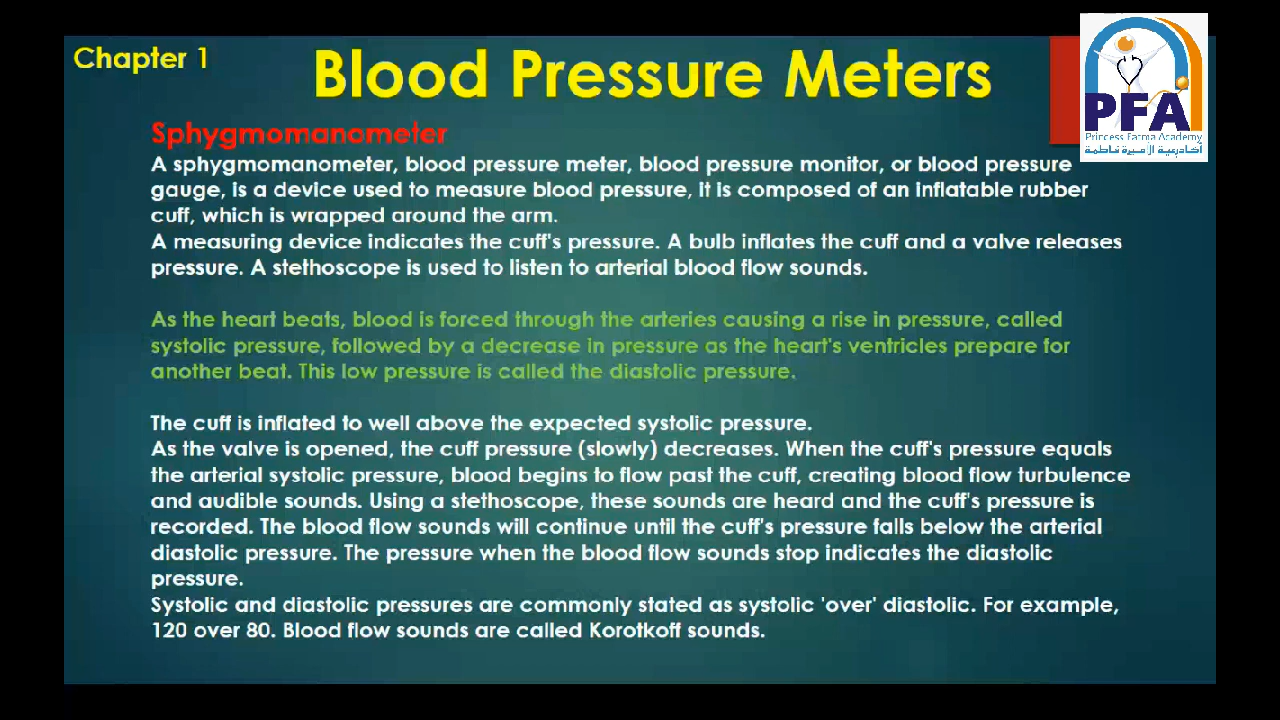 Chapter 1
Blood Pressure Meters
PFA
Princess Fatma Academy
أكاديمية الأميرة فاطمة
Sphygmomanometer
A sphygmomanometer, blood pressure meter, blood pressure monitor, or blood pressure
gauge, is a device used to measure blood pressure, it is composed of an inflatable rubber
cuff, which is wrapped around the arm.
A measuring device indicates the cuff's pressure. A bulb inflates the cuff and a valve releases
pressure. A stethoscope is used to listen to arterial blood flow sounds.
As the heart beats, blood is forced through the arteries causing a rise in pressure, called
systolic pressure, followed by a decrease in pressure as the heart's ventricles prepare for
another beat. This low pressure is called the diastolic pressure.
The cuff is inflated to well above the expected systolic pressure.
As the valve is opened, the cuff pressure (slowly) decreases. When the cuff's pressure equals
the arterial systolic pressure, blood begins to flow past the cuff, creating blood flow turbulence
and audible sounds. Using a stethoscope, these sounds are heard and the cuff's pressure is
recorded. The blood flow sounds will continue until the cuff's pressure falls below the arterial
diastolic pressure. The pressure when the blood flow sounds stop indicates the diastolic
pressure.
Systolic and diastolic pressures are commonly stated as systolic 'over' diastolic. For example,
120 over 80. Blood flow sounds are called Korotkoff sounds.